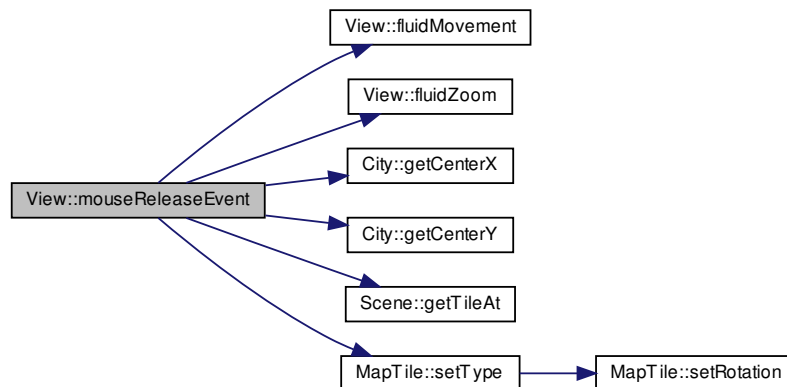 View::fluidMovement
View::fluidZoom
City::getCenterX
View::mouseReleaseEvent
City::getCenterY
Scene::getTileAt
MapTile::setType
MapTile::setRotation